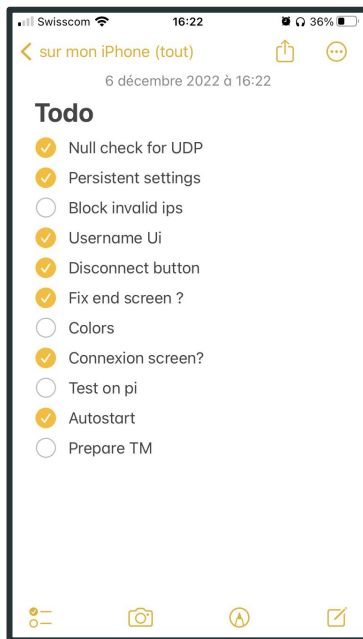 Swisscom 16:22 36%
sur mon iPhone (tout)
6 décembre 2022 à 16:22
Todo
Null check for UDP
Persistent settings
Block invalid ips
Username Ui
Disconnect button
Fix end screen ?
Colors
Connexion screen?
Test on pi
Autostart
Prepare TM